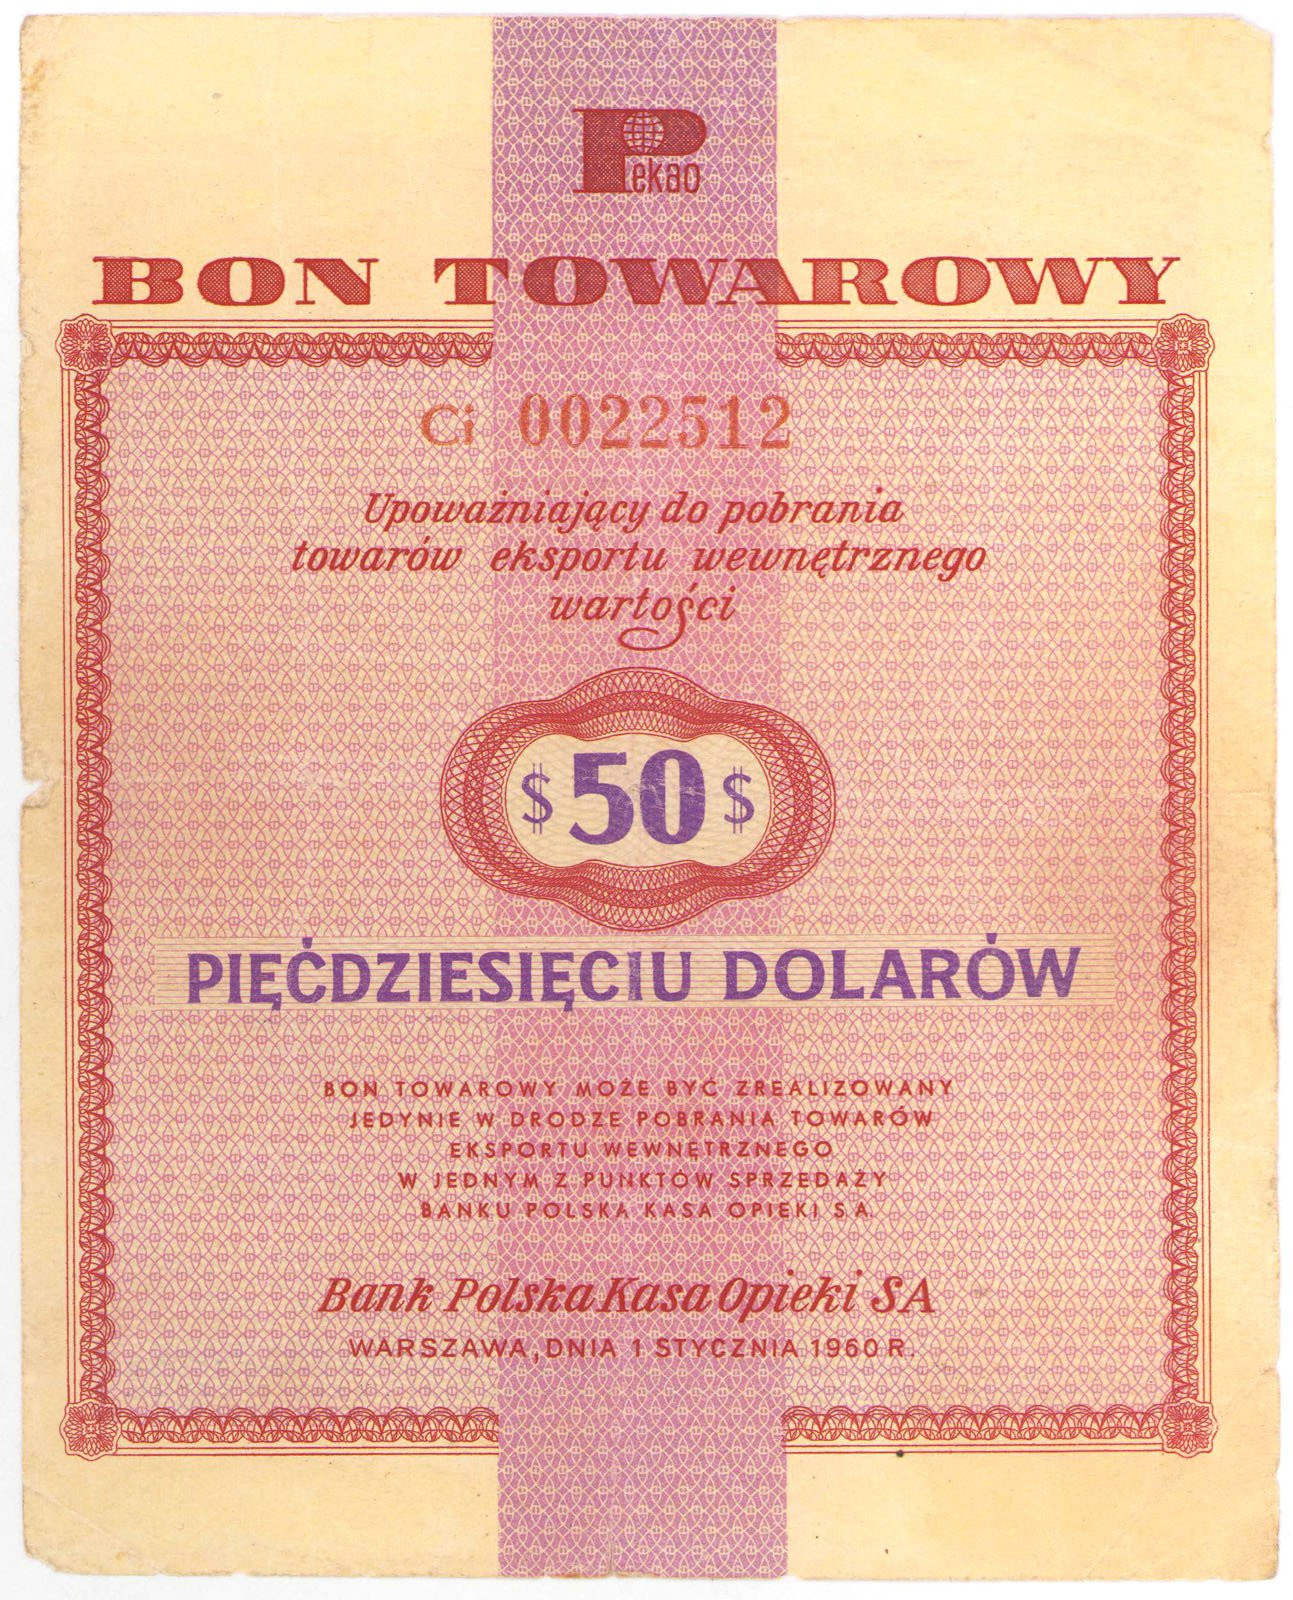 Pekao
BON TOWAROWY
Ci 0022512
Upoważniający do pobrania
towarów eksportu wewnętrznego
wartości
$ 50 $
PIĘĆDZIESIĘCIU DOLARÓW
BON TOWAROWY MOŻE BYĆ ZREALIZOWANY
JEDYNIE W DRODZE POBRANIA TOWARÓW
EKSPORTU WEWNĘTRZNEGO
W JEDNYM Z PUNKTÓW SPRZEDAŻY
BANKU POLSKA KASA OPIEKI S.A.
Bank Polska Kasa Opieki SA
WARSZAWA, DNIA 1 STYCZNIA 1960 R.